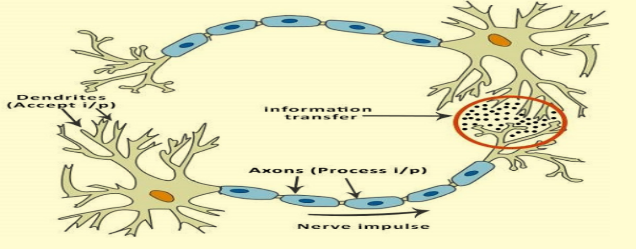 Dendrites
(Accept i/p)
information
transfer
Axons (Process i/p)
Nerve impulse